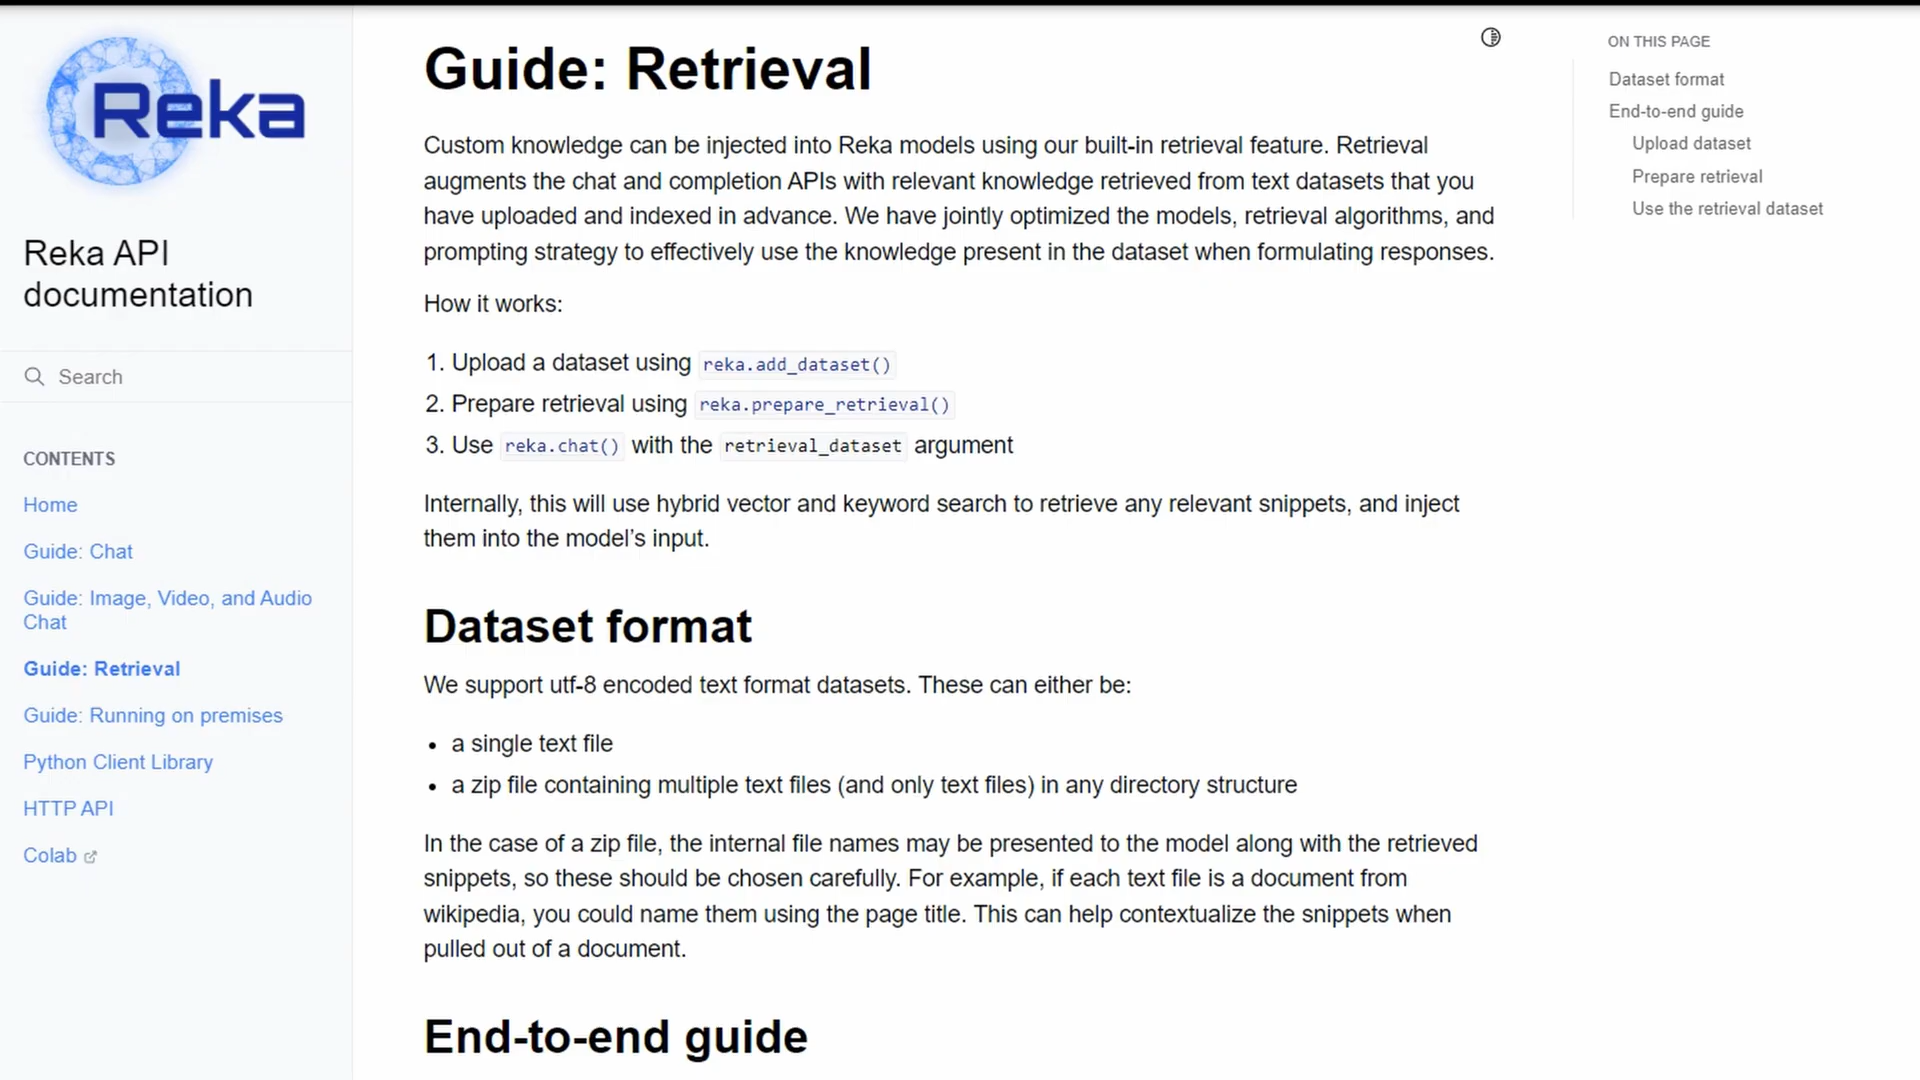 Reka
Reka API
documentation
Search
CONTENTS
Home
Guide: Chat
Guide: Image, Video, and Audio
Chat
Guide: Retrieval
Guide: Running on premises
Python Client Library
HTTP API
Colab
Guide: Retrieval
Custom knowledge can be injected into Reka models using our built-in retrieval feature. Retrieval
augments the chat and completion APIs with relevant knowledge retrieved from text datasets that you
have uploaded and indexed in advance. We have jointly optimized the models, retrieval algorithms, and
prompting strategy to effectively use the knowledge present in the dataset when formulating responses.
How it works:
1. Upload a dataset using reka.add_dataset()
2. Prepare retrieval using reka.prepare_retrieval()
3. Use reka.chat() with the retrieval_dataset argument
Internally, this will use hybrid vector and keyword search to retrieve any relevant snippets, and inject
them into the model’s input.
Dataset format
We support utf-8 encoded text format datasets. These can either be:
• a single text file
• a zip file containing multiple text files (and only text files) in any directory structure
In the case of a zip file, the internal file names may be presented to the model along with the retrieved
snippets, so these should be chosen carefully. For example, if each text file is a document from
wikipedia, you could name them using the page title. This can help contextualize the snippets when
pulled out of a document.
End-to-end guide
ON THIS PAGE
Dataset format
End-to-end guide
Upload dataset
Prepare retrieval
Use the retrieval dataset